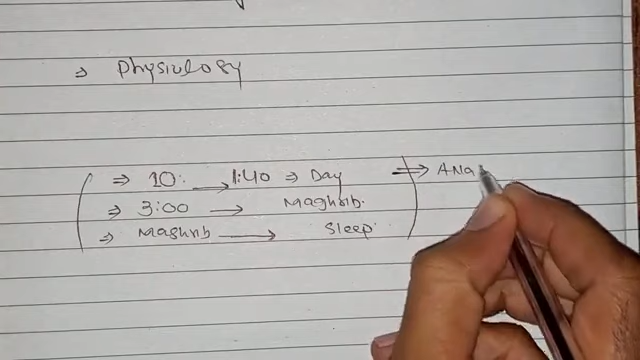 ⇒ Physiology
⇒ 10: → 1:40 ⇒ Day ⇒ ANa
⇒ 3:00 → Maghrib.
⇒ Maghrib → Sleep.